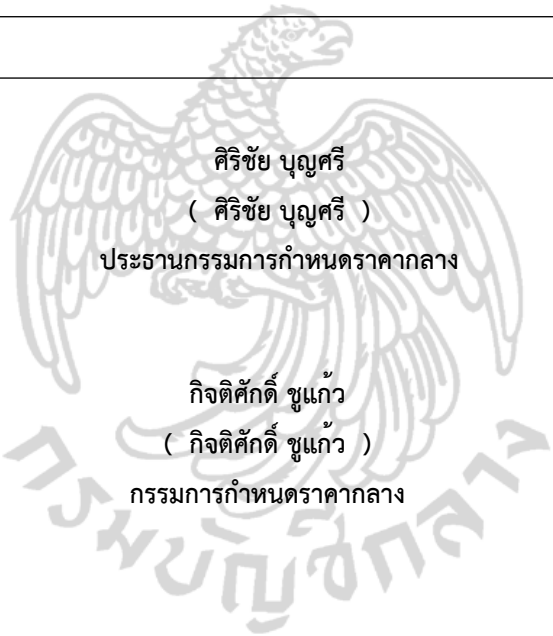 ศิริชัย บุญศรี
( ศิริชัย บุญศรี )
ประธานกรรมการกำหนดราคากลาง
กิจติศักดิ์ ชูแก้ว
( กิจติศักดิ์ ชูแก้ว )
กรรมการกำหนดราคากลาง
กรมบัญชีกลาง